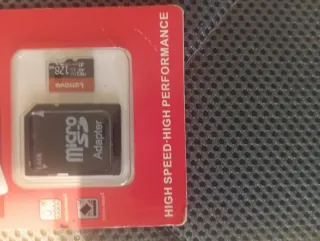 128
Lenovo
micro
SD
Adapter
HIGH SPEED·HIGH PERFORMANCE